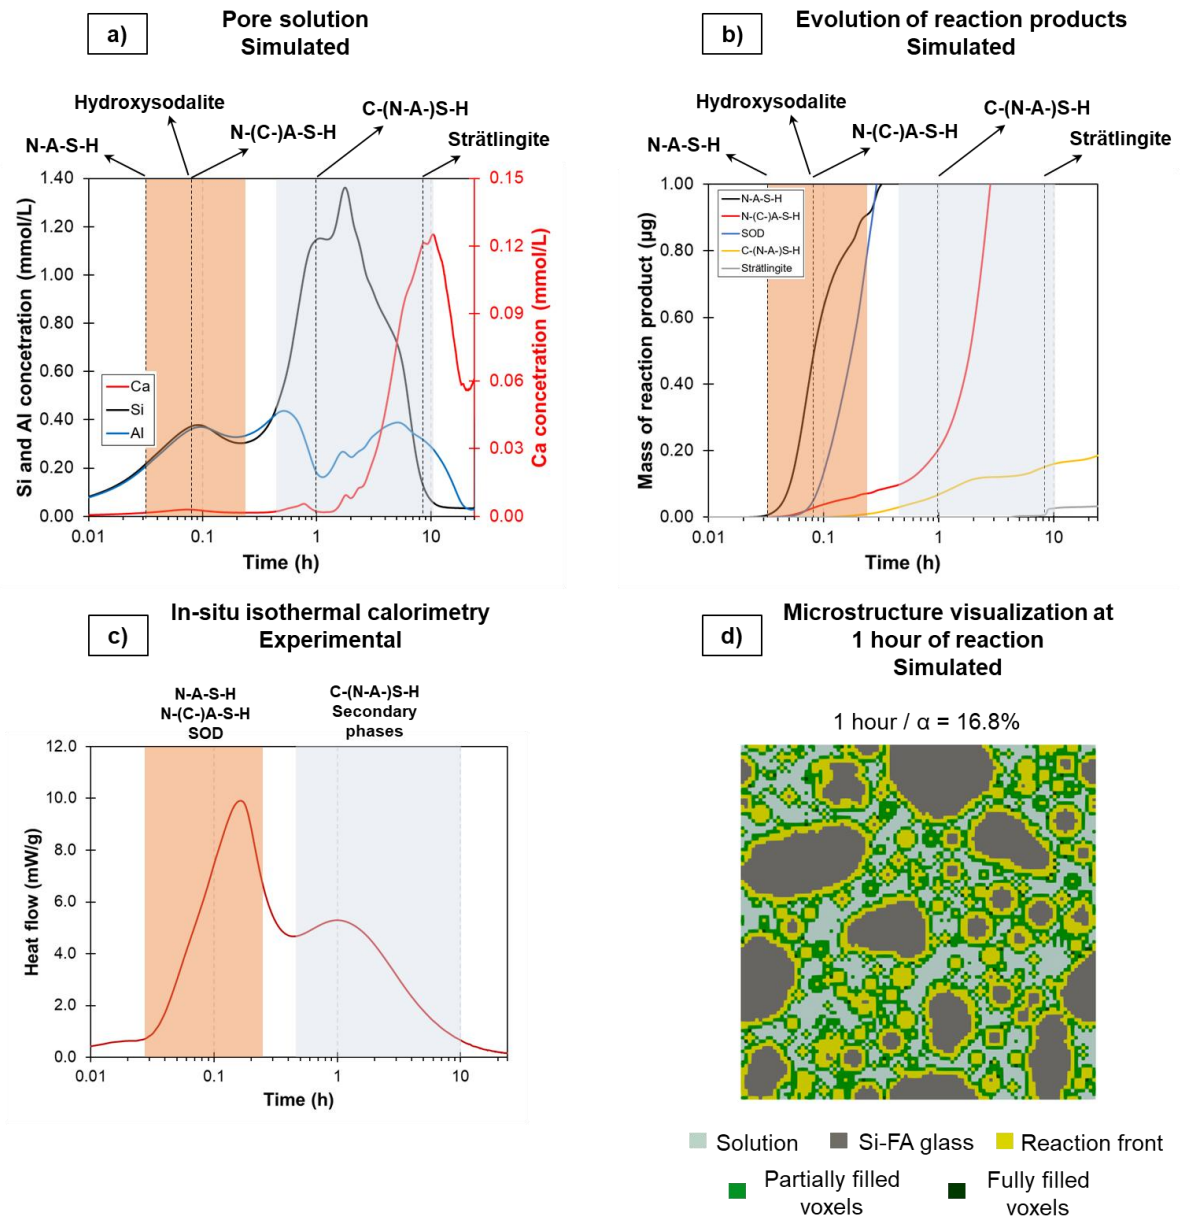 a)
Pore solution
Simulated
Hydroxysodalite
C-(N-A-)S-H
N-A-S-H
N-(C-)A-S-H
Strätlingite
1.40
1.20
1.00
0.80
0.60
0.40
0.20
0.00
Si and Al concetration (mmol/L)
0.15
0.12
0.09
0.06
0.03
0.00
Ca concetration (mmol/L)
Ca
Si
Al
0.01
0.1
1
10
Time (h)
b)
Evolution of reaction products
Simulated
Hydroxysodalite
C-(N-A-)S-H
N-A-S-H
N-(C-)A-S-H
Strätlingite
1.00
0.80
0.60
0.40
0.20
0.00
Mass of reaction product (µg)
N-A-S-H
N-(C-)A-S-H
SOD
C-(N-A-)S-H
Strätlingite
0.01
0.1
1
10
Time (h)
c)
In-situ isothermal calorimetry
Experimental
N-A-S-H
N-(C-)A-S-H
SOD
C-(N-A-)S-H
Secondary
phases
12.0
10.0
8.0
6.0
4.0
2.0
0.0
Heat flow (mW/g)
0.01
0.1
1
10
Time (h)
d)
Microstructure visualization at
1 hour of reaction
Simulated
1 hour / α = 16.8%
Solution
Si-FA glass
Reaction front
Partially filled
voxels
Fully filled
voxels